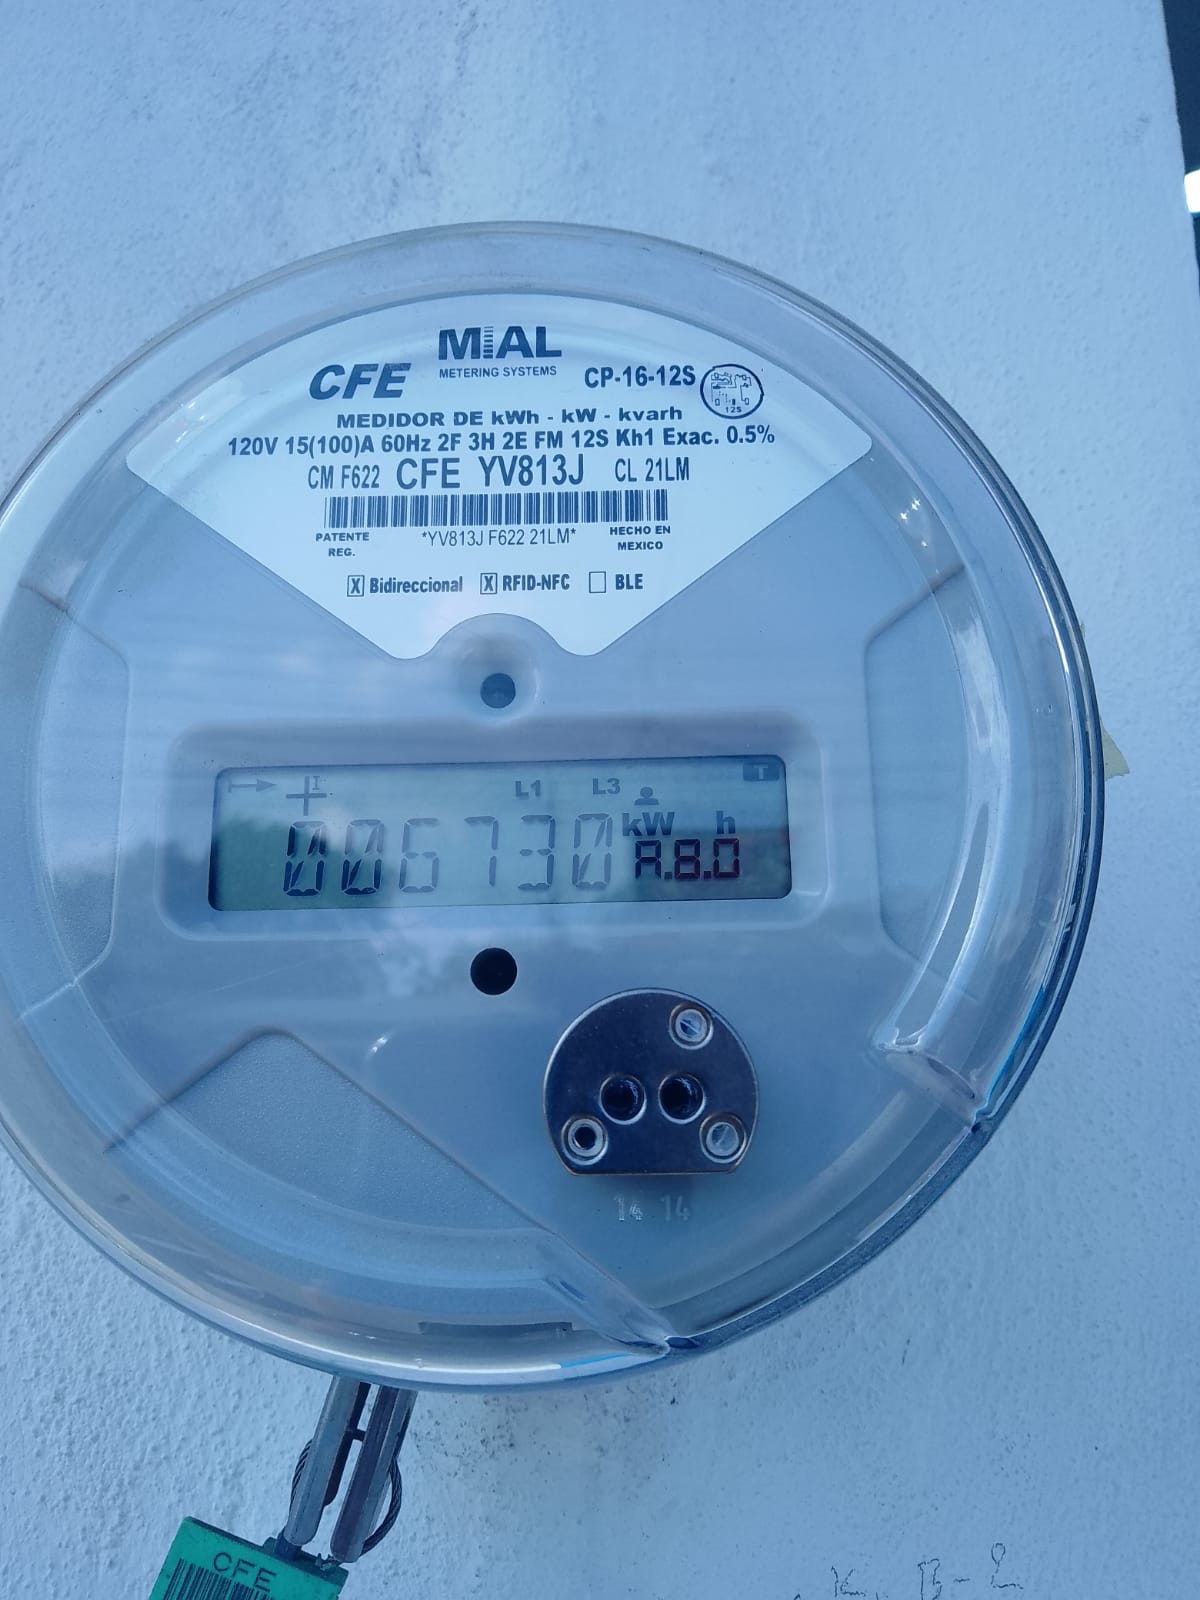 MIAL
METERING SYSTEMS
CFE
CP-16-12S
12S
MEDIDOR DE kWh - kW - kvarh
120V 15(100)A 60Hz 2F 3H 2E FM 12S Kh1 Exac. 0.5%
CM F622 CFE YV813J CL 21LM
PATENTE REG.
*YV813J F622 21LM*
HECHO EN MEXICO
X Bidireccional X RFID-NFC BLE
L1 L3 T
006730 kW h
A.8.0
14 14
CFE